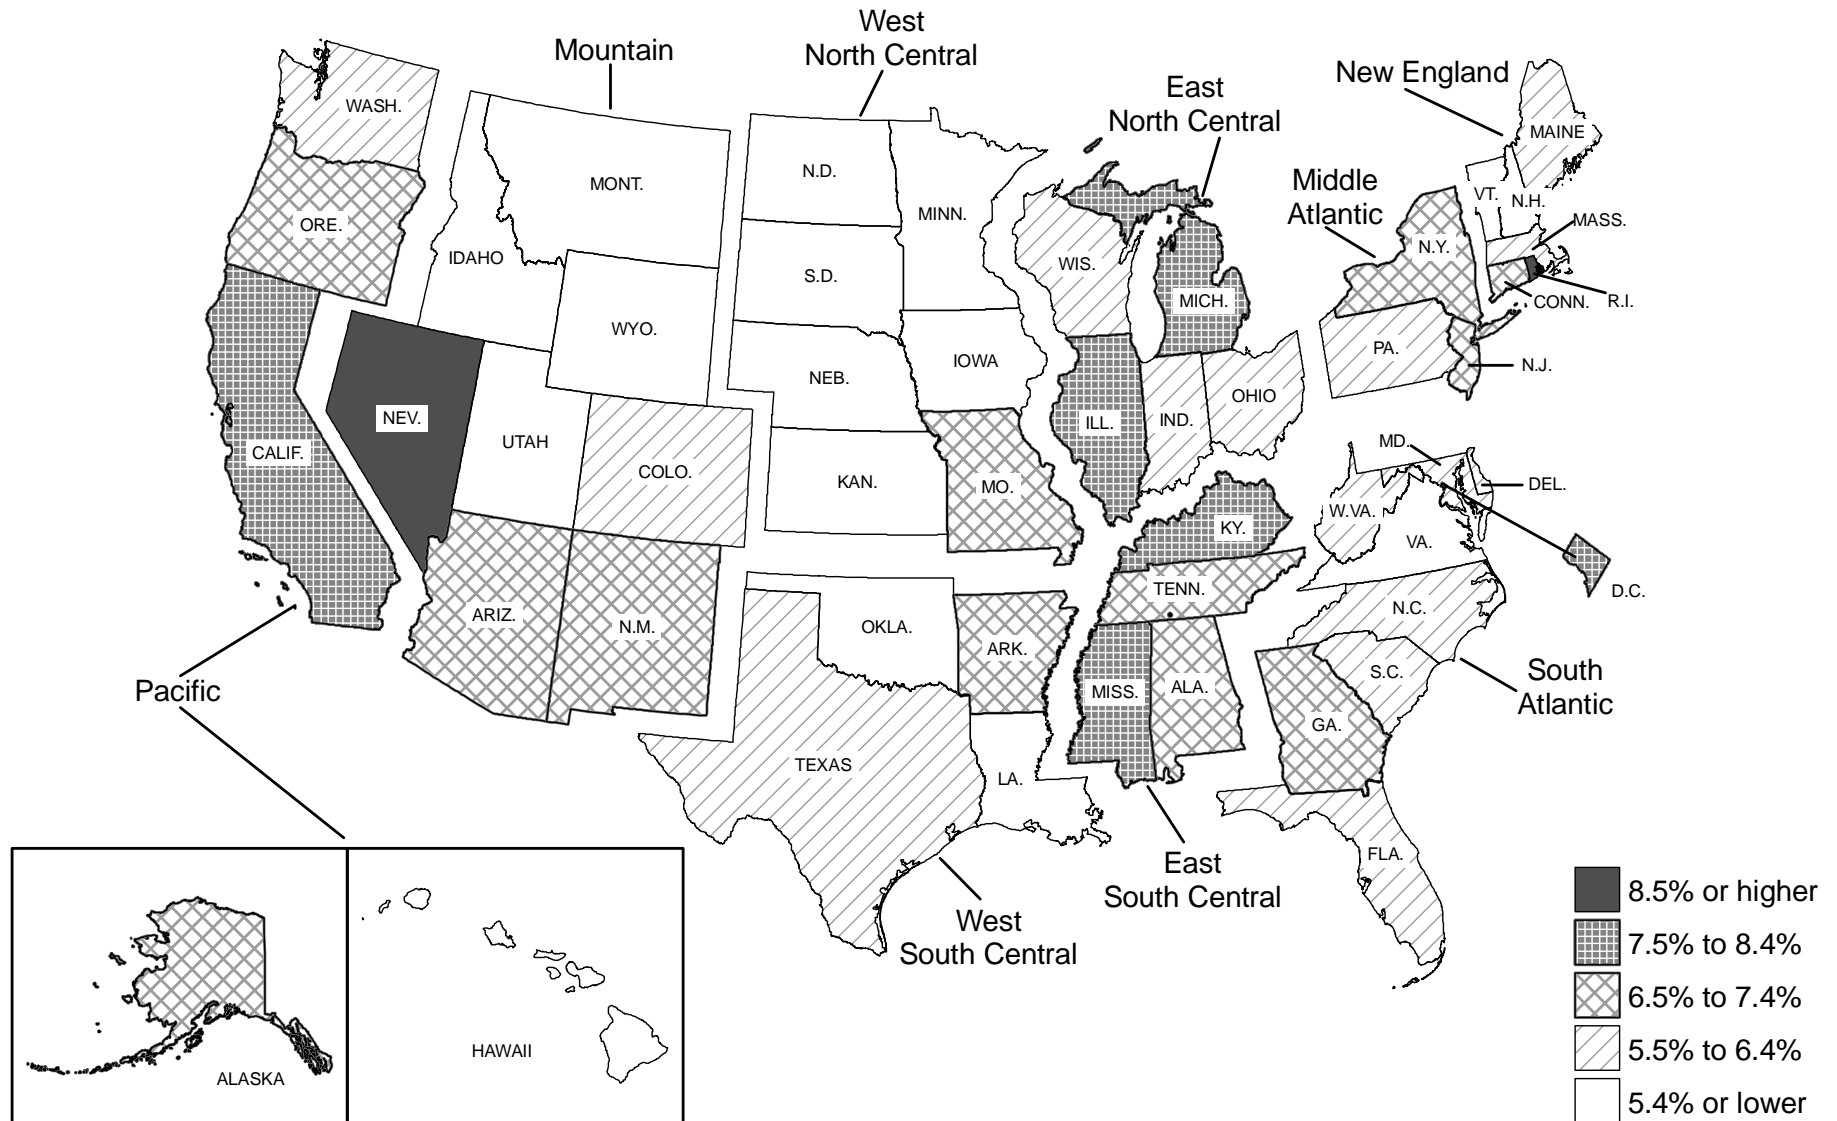 West
North Central
Mountain
New England
East
North Central
WASH.
MAINE
N.D.
MONT.
Middle
Atlantic
VT.
N.H.
MINN.
MASS.
ORE.
N.Y.
IDAHO
WIS.
S.D.
MICH.
CONN.
R.I.
WYO.
PA.
IOWA
N.J.
NEB.
OHIO
NEV.
IND.
ILL.
UTAH
MD.
CALIF.
COLO.
KAN.
MO.
DEL.
W.VA.
KY.
VA.
TENN.
D.C.
N.C.
ARIZ.
N.M.
OKLA.
ARK.
S.C.
South
Atlantic
Pacific
MISS.
ALA.
GA.
TEXAS
LA.
FLA.
East
South Central
West
South Central
HAWAII
ALASKA
8.5% or higher
7.5% to 8.4%
6.5% to 7.4%
5.5% to 6.4%
5.4% or lower